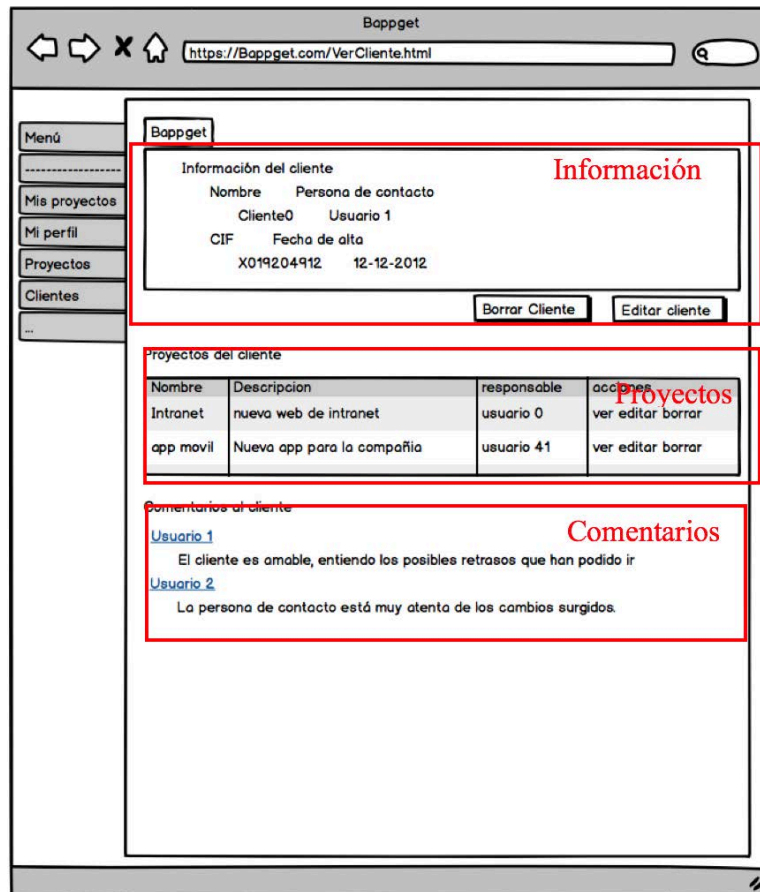 Bappget
https://Bappget.com/VerCliente.html
Menú
-------------------
Mis proyectos
Mi perfil
Proyectos
Clientes
...
Bappget
Información
Información del cliente
Nombre Persona de contacto
Cliente0 Usuario 1
CIF Fecha de alta
X019204912 12-12-2012
Borrar Cliente Editar cliente
Proyectos del cliente
Proyectos
Nombre Descripcion responsable acciones
Intranet nueva web de intranet usuario 0 ver editar borrar
app movil Nueva app para la compañia usuario 41 ver editar borrar
Comentarios al cliente
Comentarios
Usuario 1
El cliente es amable, entiendo los posibles retrasos que han podido ir
Usuario 2
La persona de contacto está muy atenta de los cambios surgidos.